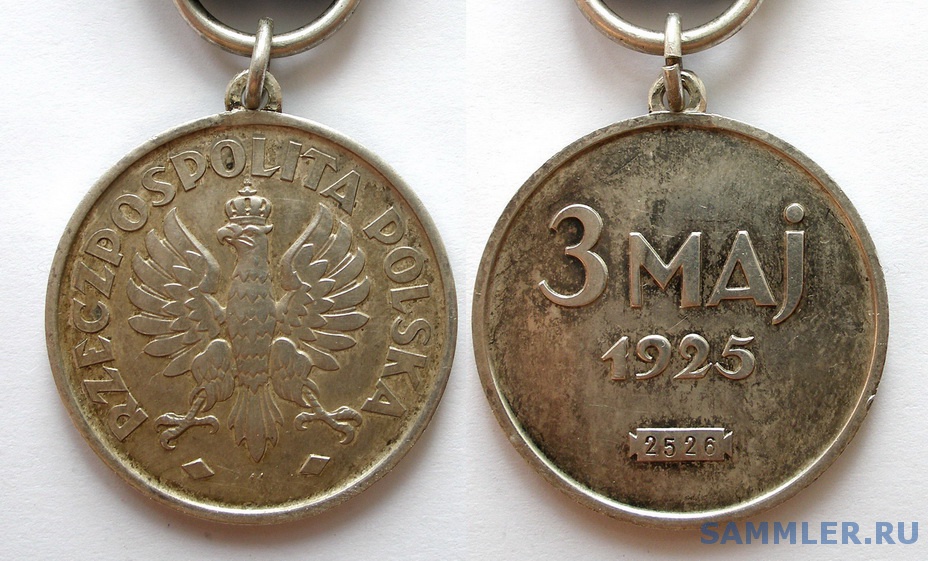 RZECZPOSPOLITA POLSKA
3 MAJ
1925
2526
SAMMLER.RU